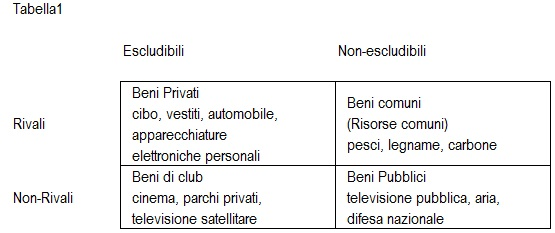 Tabella1
Escludibili
Non-escludibili
Rivali
Beni Privati
cibo, vestiti, automobile,
apparecchiature
elettroniche personali
Beni comuni
(Risorse comuni)
pesci, legname, carbone
Non-Rivali
Beni di club
cinema, parchi privati,
televisione satellitare
Beni Pubblici
televisione pubblica, aria,
difesa nazionale